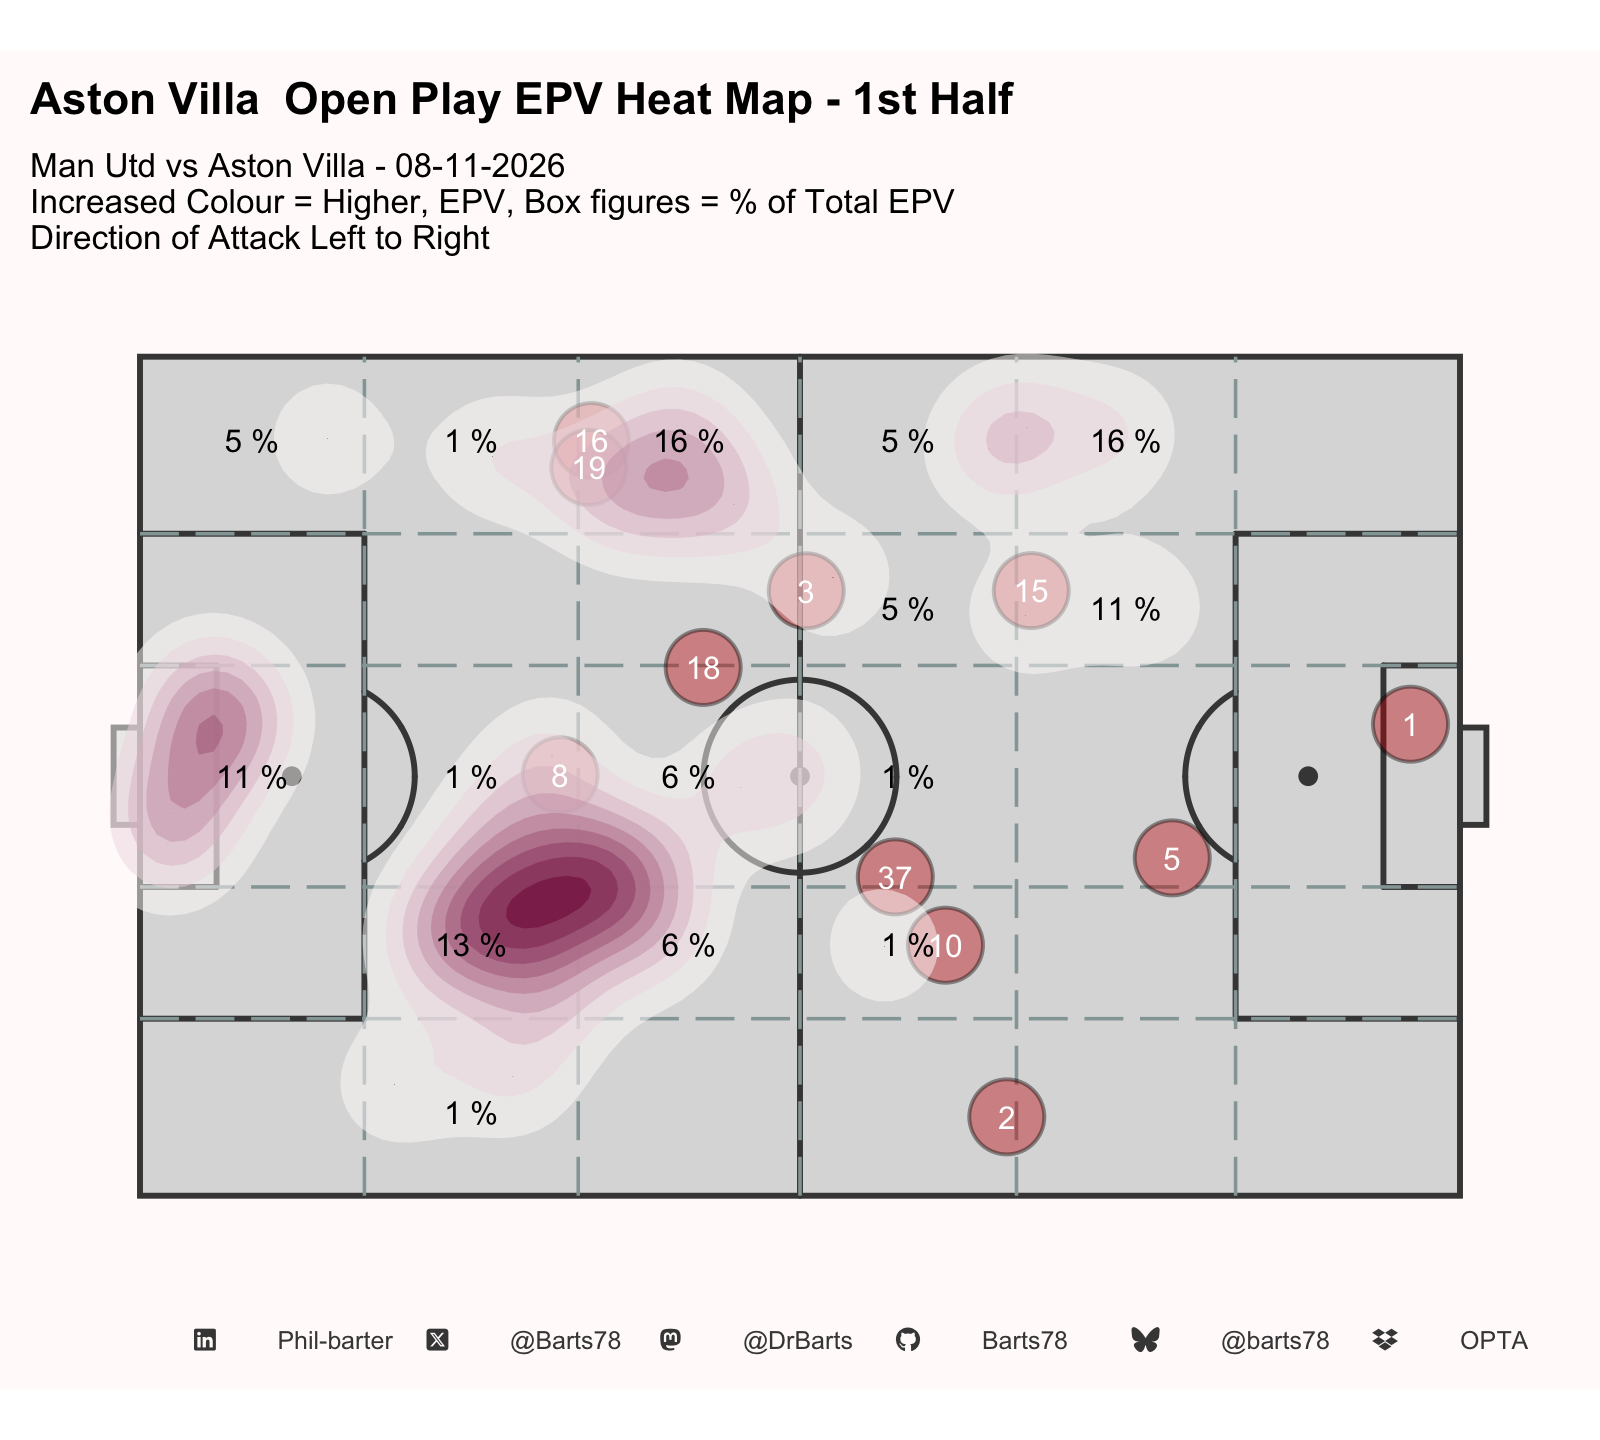 Aston Villa  Open Play EPV Heat Map - 1st Half
Man Utd vs Aston Villa - 08-11-2026
Increased Colour = Higher, EPV, Box figures = % of Total EPV
Direction of Attack Left to Right
5 % 1 % 16 16 % 5 % 16 %
19
3 15
5 % 11 %
18
1
11 % 1 % 8 6 % 1 %
5
37
13 % 6 % 1 % 10
1 % 2
Phil-barter @Barts78 @DrBarts Barts78 @barts78 OPTA